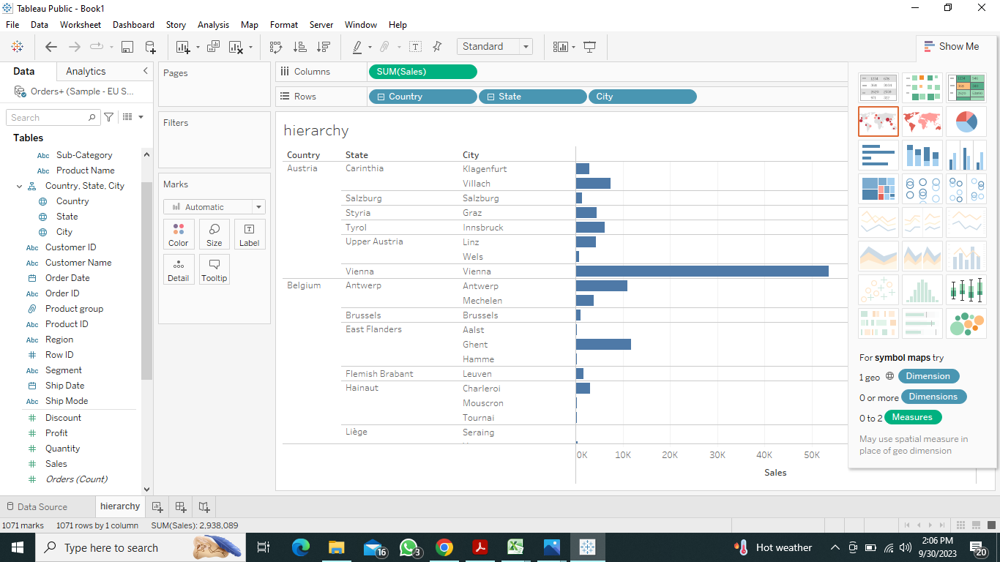 Tableau Public - Book1
File Data Worksheet Dashboard Story Analysis Map Format Server Window Help
Standard
Show Me
Data Analytics
Orders+ (Sample - EU S...
Search
Tables
Abc Sub-Category
Abc Product Name
Country, State, City
Country
State
City
Abc Customer ID
Abc Customer Name
Order Date
Abc Order ID
Product group
Abc Product ID
Abc Region
# Row ID
Abc Segment
Ship Date
Abc Ship Mode
# Discount
# Profit
# Quantity
# Sales
# Orders (Count)
Pages
Filters
Marks
Automatic
Color Size Label
Detail Tooltip
Columns SUM(Sales)
Rows Country State City
hierarchy
Country State City
Austria Carinthia Klagenfurt
Villach
Salzburg Salzburg
Styria Graz
Tyrol Innsbruck
Upper Austria Linz
Wels
Vienna Vienna
Belgium Antwerp Antwerp
Mechelen
Brussels Brussels
East Flanders Aalst
Ghent
Hamme
Flemish Brabant Leuven
Hainaut Charleroi
Mouscron
Tournai
Liège Seraing
0K 10K 20K 30K 40K 50K
Sales
For symbol maps try
1 geo Dimension
0 or more Dimensions
0 to 2 Measures
May use spatial measure in
place of geo dimension
Data Source hierarchy
1071 marks 1071 rows by 1 column SUM(Sales): 2,938,089
Type here to search
16
3
Hot weather
2:06 PM
9/30/2023
20